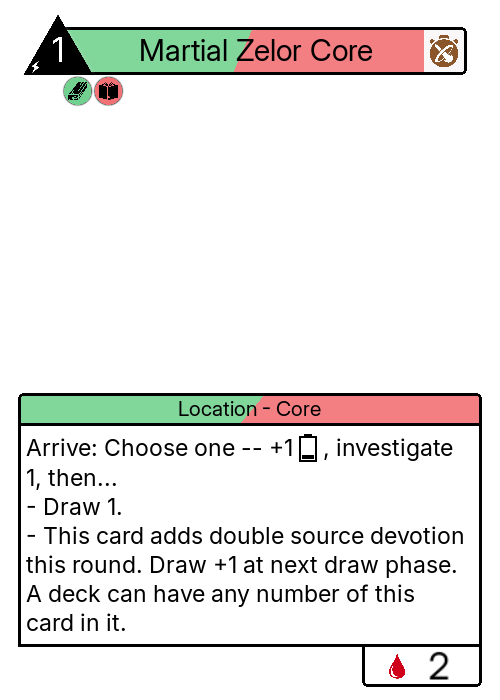 1
Martial Zelor Core
Location - Core
Arrive: Choose one -- +1 , investigate
1, then...
- Draw 1.
- This card adds double source devotion
this round. Draw +1 at next draw phase.
A deck can have any number of this
card in it.
2